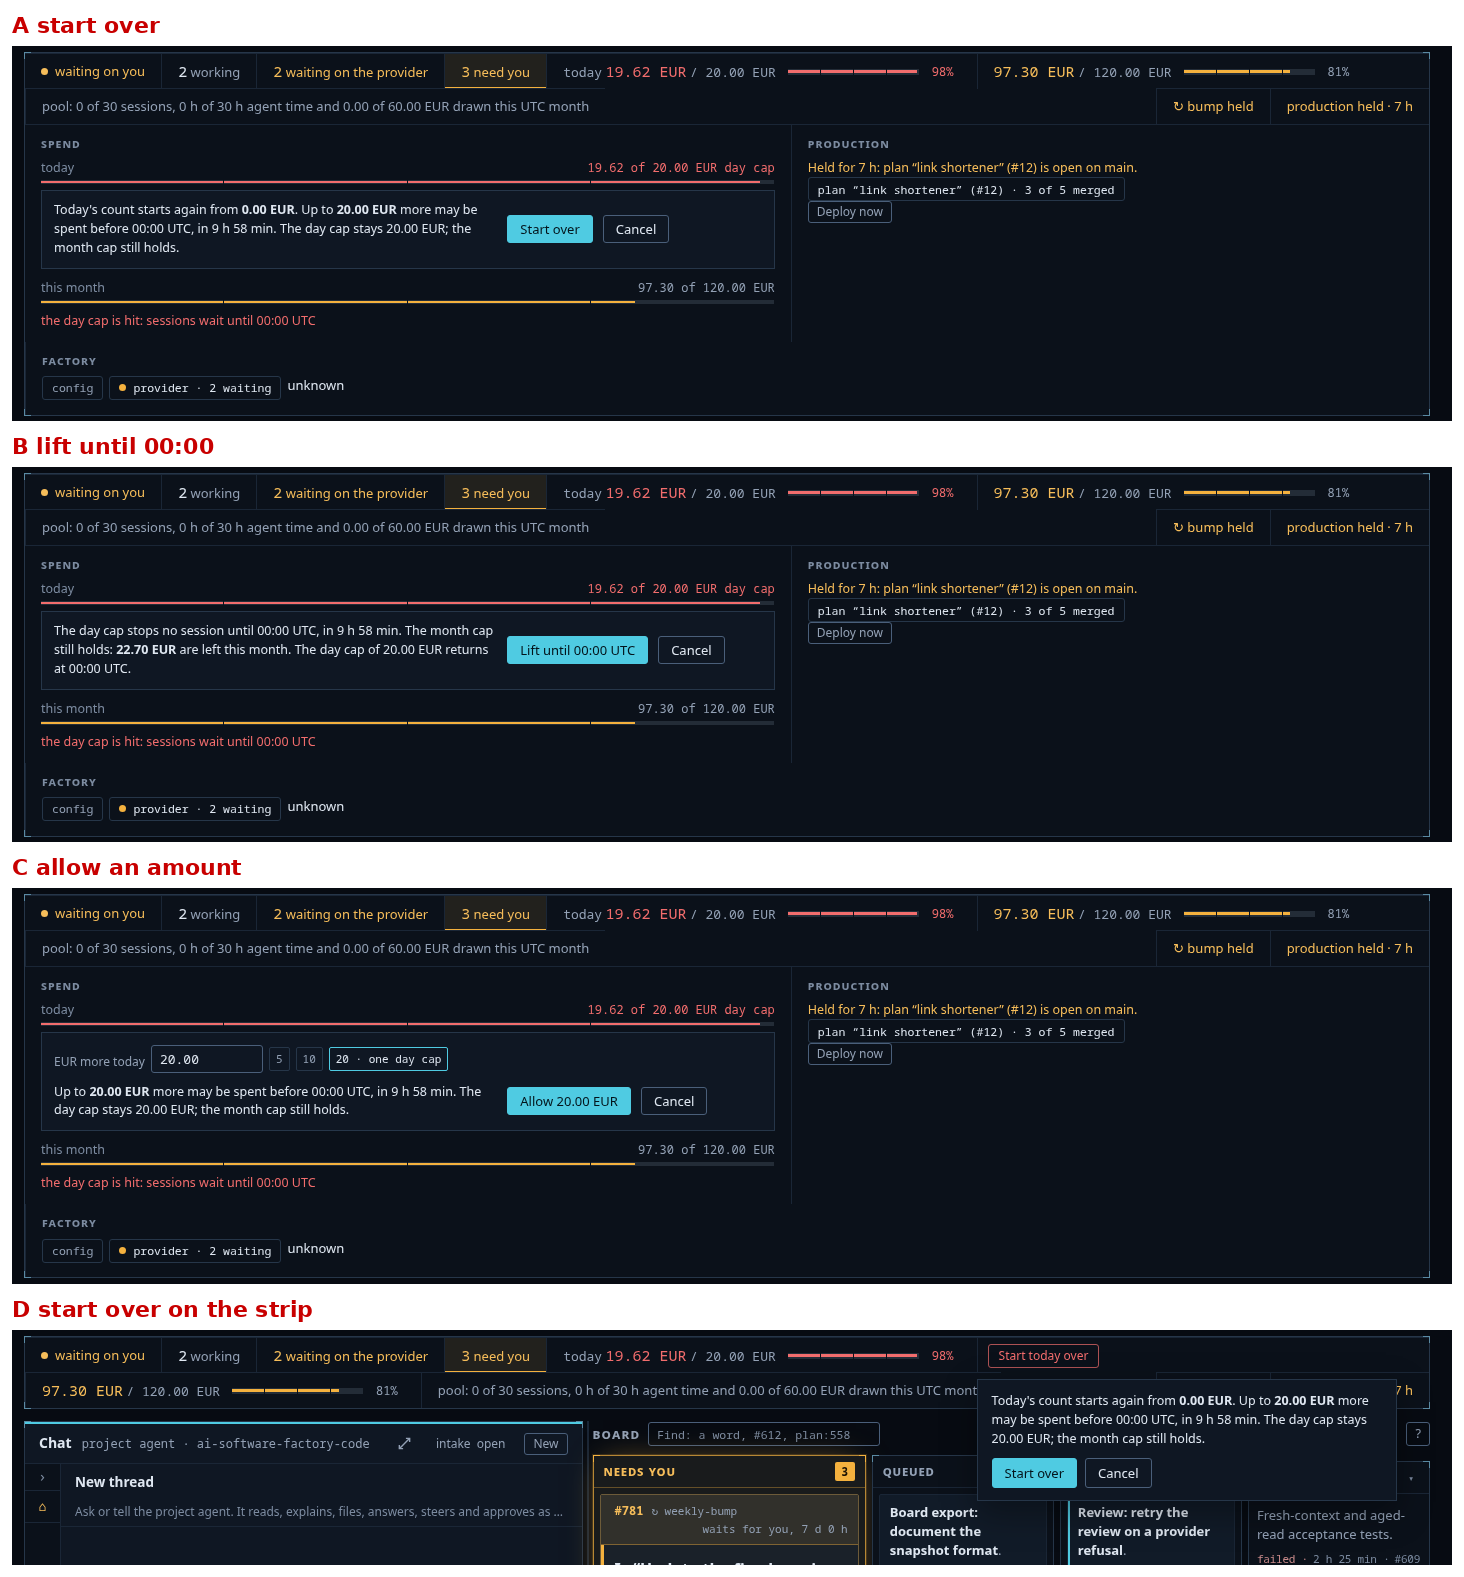 A start over
waiting on you 2 working 2 waiting on the provider 3 need you today 19.62 EUR / 20.00 EUR 98% 97.30 EUR / 120.00 EUR 81%
pool: 0 of 30 sessions, 0 h of 30 h agent time and 0.00 of 60.00 EUR drawn this UTC month ↻ bump held production held · 7 h
SPEND
today 19.62 of 20.00 EUR day cap
Today's count starts again from 0.00 EUR. Up to 20.00 EUR more may be
spent before 00:00 UTC, in 9 h 58 min. The day cap stays 20.00 EUR; the
month cap still holds.
Start over Cancel
this month 97.30 of 120.00 EUR
the day cap is hit: sessions wait until 00:00 UTC
PRODUCTION
Held for 7 h: plan “link shortener” (#12) is open on main.
plan “link shortener” (#12) · 3 of 5 merged
Deploy now
FACTORY
config provider · 2 waiting unknown
B lift until 00:00
waiting on you 2 working 2 waiting on the provider 3 need you today 19.62 EUR / 20.00 EUR 98% 97.30 EUR / 120.00 EUR 81%
pool: 0 of 30 sessions, 0 h of 30 h agent time and 0.00 of 60.00 EUR drawn this UTC month ↻ bump held production held · 7 h
SPEND
today 19.62 of 20.00 EUR day cap
The day cap stops no session until 00:00 UTC, in 9 h 58 min. The month cap
still holds: 22.70 EUR are left this month. The day cap of 20.00 EUR returns
at 00:00 UTC.
Lift until 00:00 UTC Cancel
this month 97.30 of 120.00 EUR
the day cap is hit: sessions wait until 00:00 UTC
PRODUCTION
Held for 7 h: plan “link shortener” (#12) is open on main.
plan “link shortener” (#12) · 3 of 5 merged
Deploy now
FACTORY
config provider · 2 waiting unknown
C allow an amount
waiting on you 2 working 2 waiting on the provider 3 need you today 19.62 EUR / 20.00 EUR 98% 97.30 EUR / 120.00 EUR 81%
pool: 0 of 30 sessions, 0 h of 30 h agent time and 0.00 of 60.00 EUR drawn this UTC month ↻ bump held production held · 7 h
SPEND
today 19.62 of 20.00 EUR day cap
EUR more today 20.00 5 10 20 · one day cap
Up to 20.00 EUR more may be spent before 00:00 UTC, in 9 h 58 min. The
day cap stays 20.00 EUR; the month cap still holds.
Allow 20.00 EUR Cancel
this month 97.30 of 120.00 EUR
the day cap is hit: sessions wait until 00:00 UTC
PRODUCTION
Held for 7 h: plan “link shortener” (#12) is open on main.
plan “link shortener” (#12) · 3 of 5 merged
Deploy now
FACTORY
config provider · 2 waiting unknown
D start over on the strip
waiting on you 2 working 2 waiting on the provider 3 need you today 19.62 EUR / 20.00 EUR 98% Start today over
97.30 EUR / 120.00 EUR 81% pool: 0 of 30 sessions, 0 h of 30 h agent time and 0.00 of 60.00 EUR drawn this UTC mont 7 h
Today's count starts again from 0.00 EUR. Up to 20.00 EUR more
may be spent before 00:00 UTC, in 9 h 58 min. The day cap stays
20.00 EUR; the month cap still holds.
Start over Cancel
Chat project agent · ai-software-factory-code intake open New
New thread
Ask or tell the project agent. It reads, explains, files, answers, steers and approves as ...
BOARD Find: a word, #612, plan:558 ?
NEEDS YOU 3
#781 ↻ weekly-bump
waits for you, 7 d 0 h
QUEUED
Board export:
document the
snapshot format.
Review: retry the
review on a provider
refusal.
Fresh-context and aged-
read acceptance tests.
failed · 2 h 25 min · #609